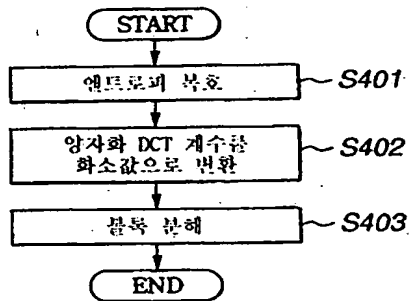 START
엔트로피 복호
S401
양자화 DCT 계수를
화소값으로 변환
S402
블록 분해
S403
END